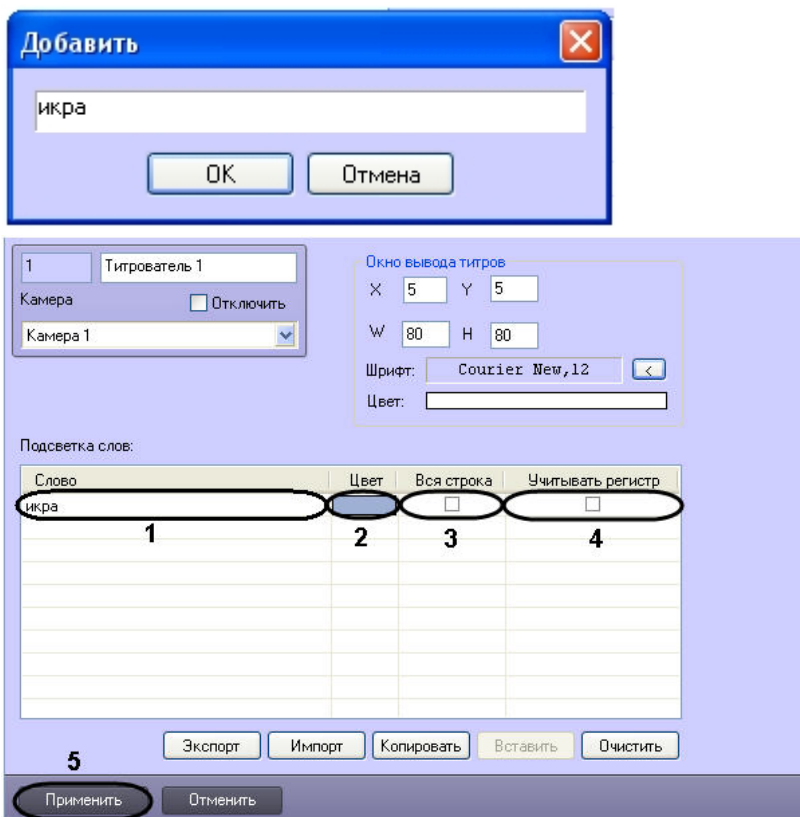 Добавить
икра
OK
Отмена
1
Титрователь 1
Камера
Отключить
Камера 1
Окно вывода титров
X 5 Y 5
W 80 H 80
Шрифт: Courier New,12 <
Цвет:
Подсветка слов:
Слово Цвет Вся строка Учитывать регистр
икра
1 2 3 4
Экспорт Импорт Копировать Вставить Очистить
5
Применить Отменить